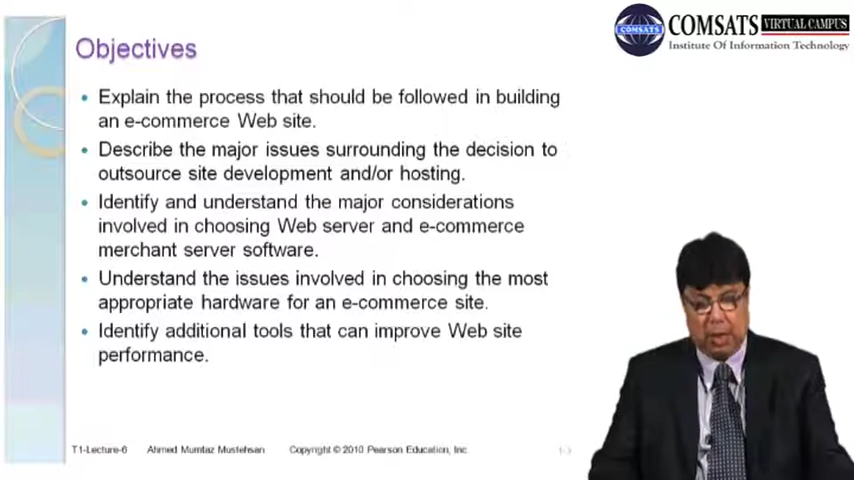 COMSATS
COMSATS VIRTUAL CAMPUS
Institute Of Information Technology
Objectives
• Explain the process that should be followed in building
an e-commerce Web site.
• Describe the major issues surrounding the decision to
outsource site development and/or hosting.
• Identify and understand the major considerations
involved in choosing Web server and e-commerce
merchant server software.
• Understand the issues involved in choosing the most
appropriate hardware for an e-commerce site.
• Identify additional tools that can improve Web site
performance.
T1-Lecture-6 Ahmed Mumtaz Mustehsan Copyright © 2010 Pearson Education, Inc.